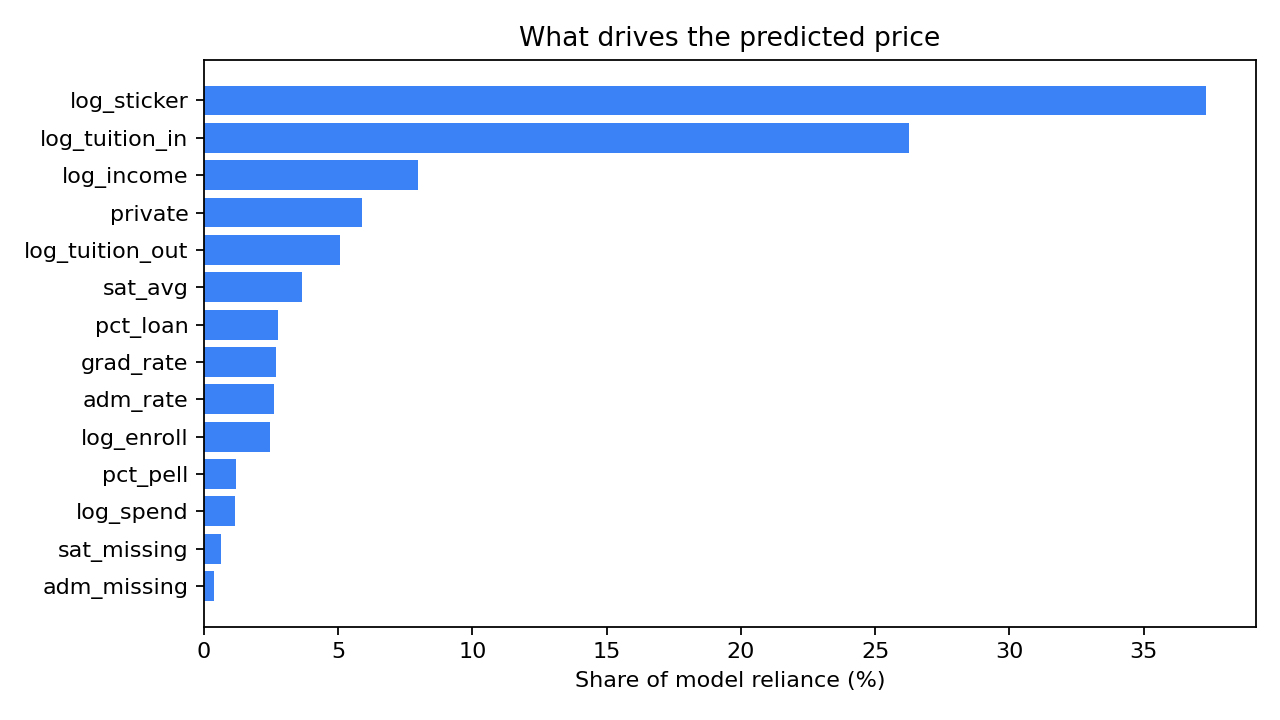 What drives the predicted price
log_sticker
log_tuition_in
log_income
private
log_tuition_out
sat_avg
pct_loan
grad_rate
adm_rate
log_enroll
pct_pell
log_spend
sat_missing
adm_missing
0 5 10 15 20 25 30 35
Share of model reliance (%)